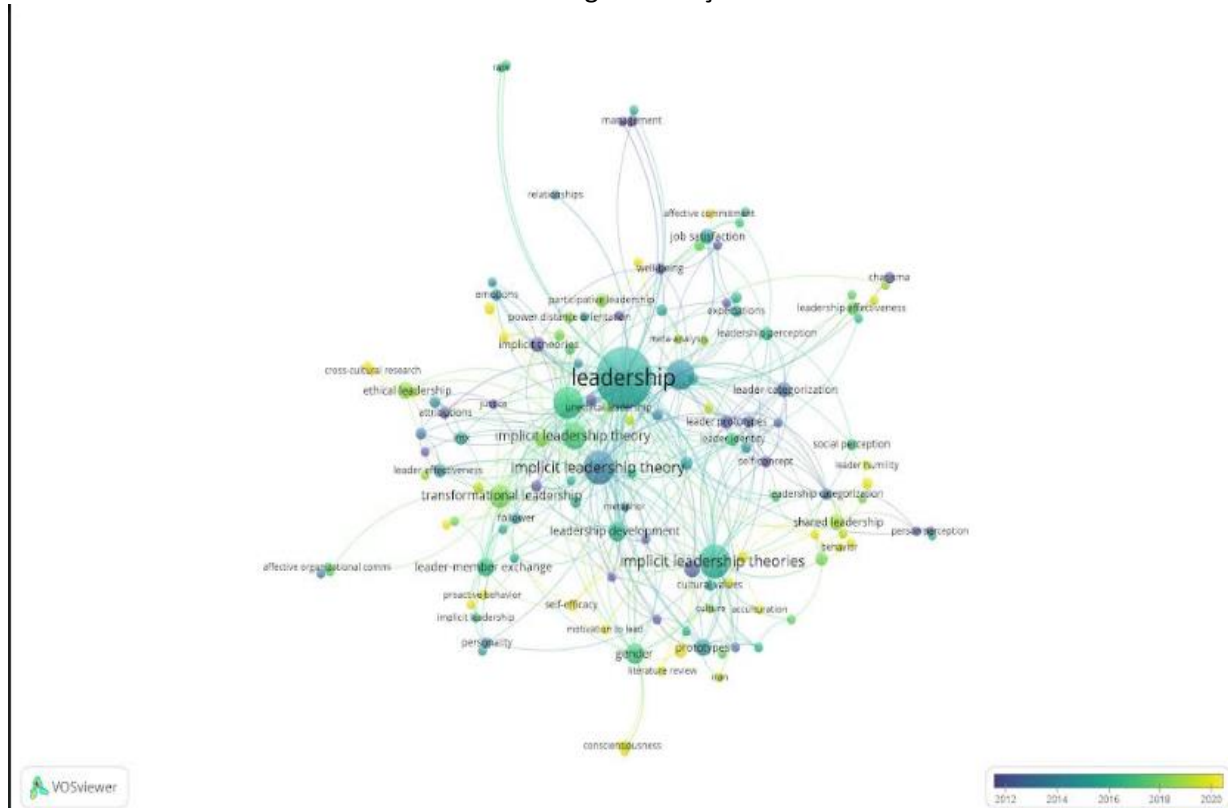 management
relationships
affective commitment
job satisfaction
well-being
charisma
emotions
participative leadership
leadership effectiveness
power distance orientation
expectations
leadership perception
implicit theories
meta-analysis
cross-cultural research
leadership
ethical leadership
leader categorization
justice
attributions
leader prototypes
implicit leadership theory
leader identity
social perception
self-concept
leader humility
leader effectiveness
implicit leadership theory
transformational leadership
leadership categorization
metaphor
follower
shared leadership
leadership development
person perception
behavior
affective organizational commi
leader-member exchange
implicit leadership theories
cultural values
proactive behavior
self-efficacy
culture
acculturation
implicit leadership
motivation to lead
personality
gender
prototypes
literature review
iran
conscientiousness
VOSviewer
2012 2014 2016 2018 2020